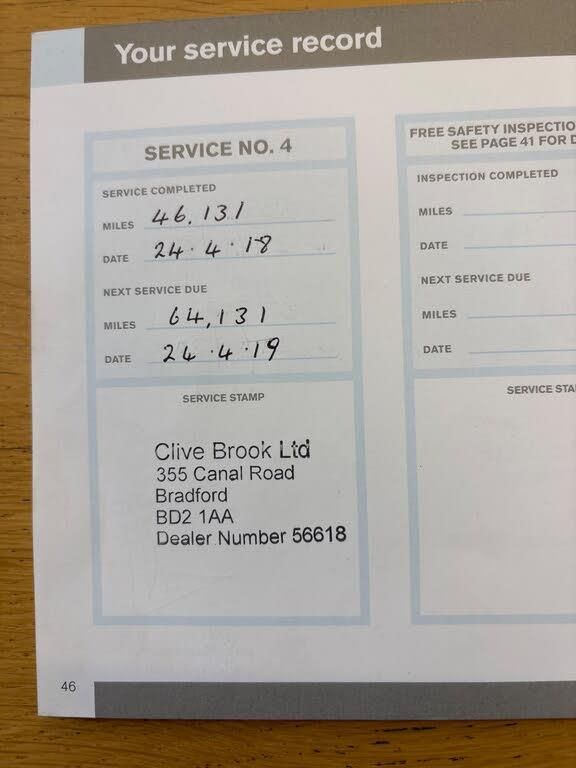 Your service record
SERVICE NO. 4
SERVICE COMPLETED
MILES 46,131
DATE 24.4.18
NEXT SERVICE DUE
MILES 64,131
DATE 24.4.19
SERVICE STAMP
Clive Brook Ltd
355 Canal Road
Bradford
BD2 1AA
Dealer Number 56618
FREE SAFETY INSPECTIO
SEE PAGE 41 FOR D
INSPECTION COMPLETED
MILES
DATE
NEXT SERVICE DUE
MILES
DATE
SERVICE STA
46